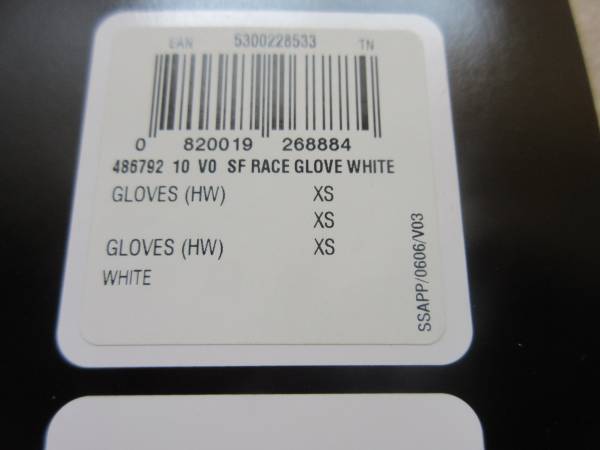 EAN 5300228533 TN
0 820019 268884
486792 10 V0 SF RACE GLOVE WHITE
GLOVES (HW) XS
XS
GLOVES (HW) XS
WHITE
SSAPP/0606/V03